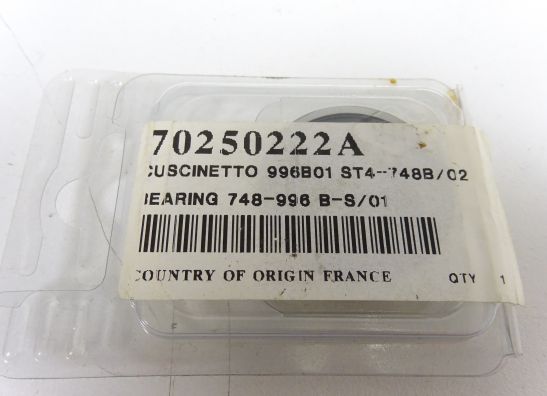 70250222A
CUSCINETTO 996B01 ST4-748B/02
BEARING 748-996 B-S/01
COUNTRY OF ORIGIN FRANCE QTY 1